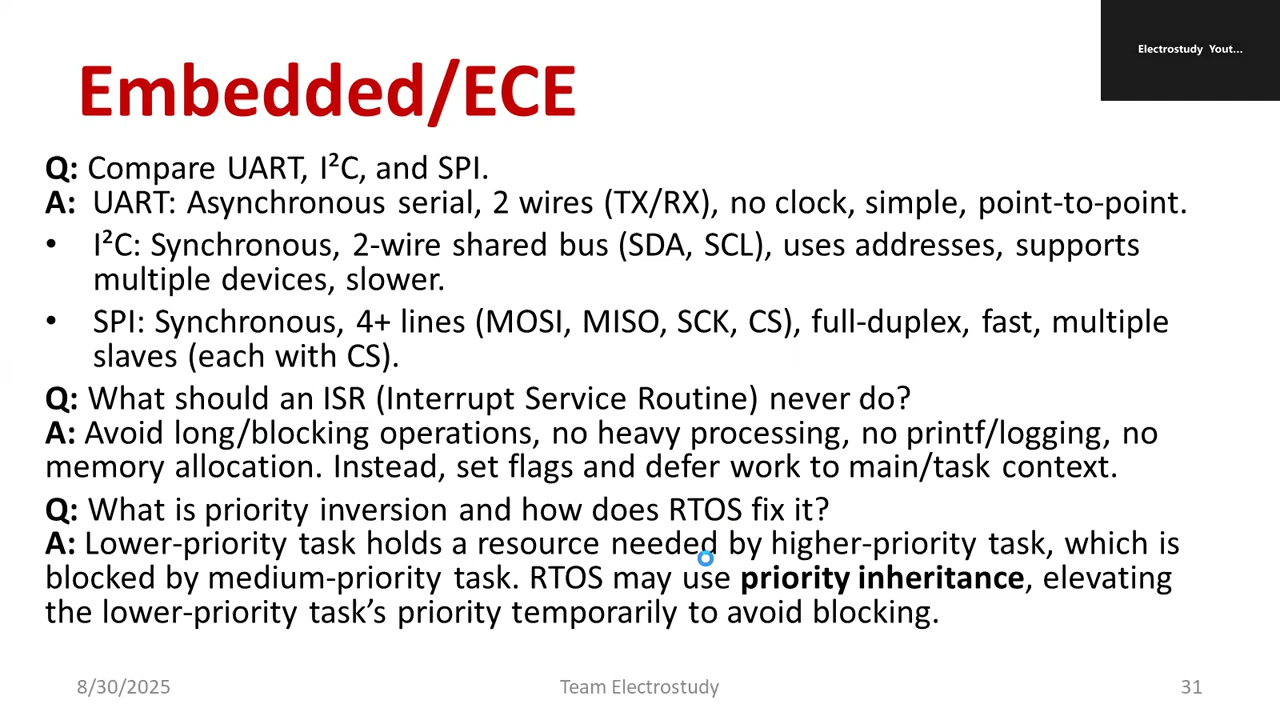 Electrostudy Yout...
Embedded/ECE
Q: Compare UART, I²C, and SPI.
A: UART: Asynchronous serial, 2 wires (TX/RX), no clock, simple, point-to-point.
• I²C: Synchronous, 2-wire shared bus (SDA, SCL), uses addresses, supports
multiple devices, slower.
• SPI: Synchronous, 4+ lines (MOSI, MISO, SCK, CS), full-duplex, fast, multiple
slaves (each with CS).
Q: What should an ISR (Interrupt Service Routine) never do?
A: Avoid long/blocking operations, no heavy processing, no printf/logging, no
memory allocation. Instead, set flags and defer work to main/task context.
Q: What is priority inversion and how does RTOS fix it?
A: Lower-priority task holds a resource needed by higher-priority task, which is
blocked by medium-priority task. RTOS may use priority inheritance, elevating
the lower-priority task’s priority temporarily to avoid blocking.
8/30/2025
Team Electrostudy
31